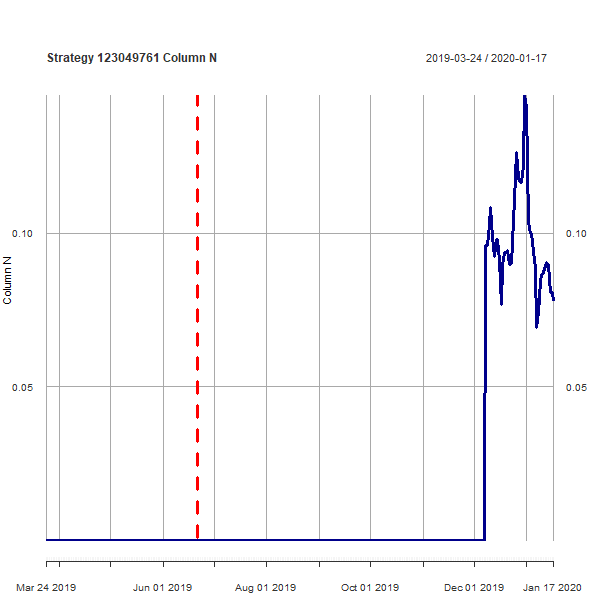 Strategy 123049761 Column N 2019-03-24 / 2020-01-17
0.10 0.10
Column N
0.05 0.05
Mar 24 2019 Jun 01 2019 Aug 01 2019 Oct 01 2019 Dec 01 2019 Jan 17 2020